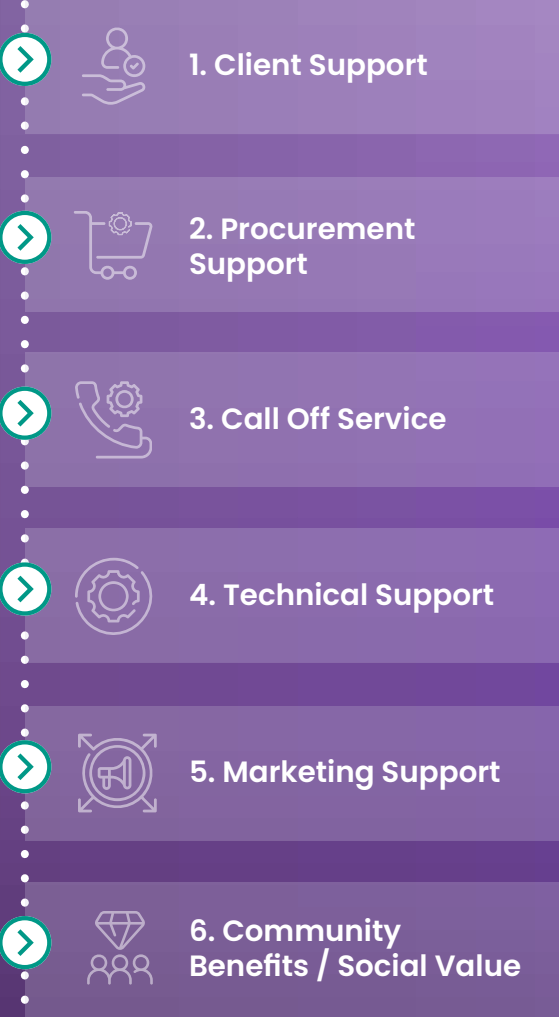 1. Client Support
2. Procurement
Support
3. Call Off Service
4. Technical Support
5. Marketing Support
6. Community
Benefits / Social Value